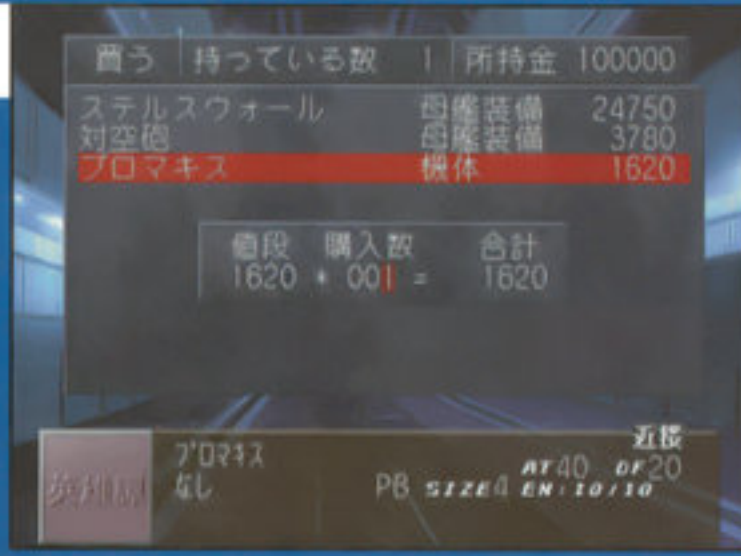 買う 持っている数 1 所持金 100000
ステルスウォール 母艦装備 24750
対空砲 母艦装備 3780
プロマキス 機体 1620
値段 購入数 合計
1620 * 001 = 1620
近接
プロマキス AT40 DF20
なし PB SIZE4 EN:10/10